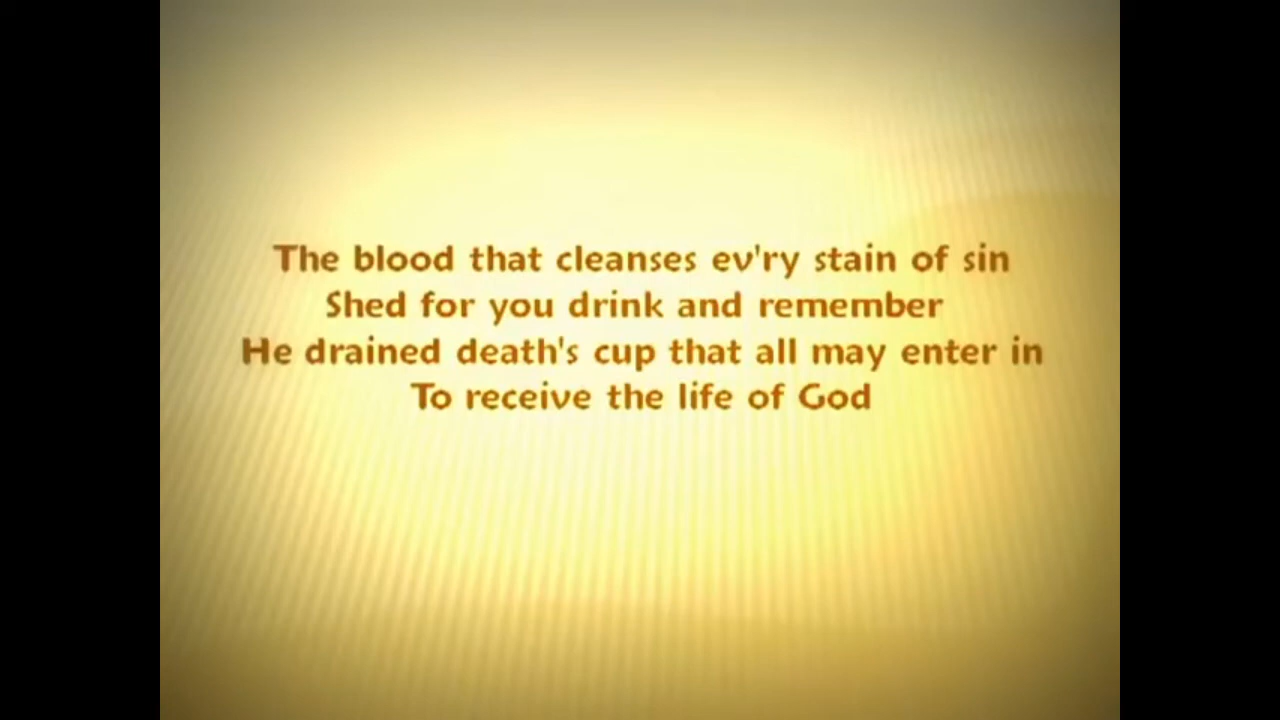 The blood that cleanses ev'ry stain of sin
Shed for you drink and remember
He drained death's cup that all may enter in
To receive the life of God